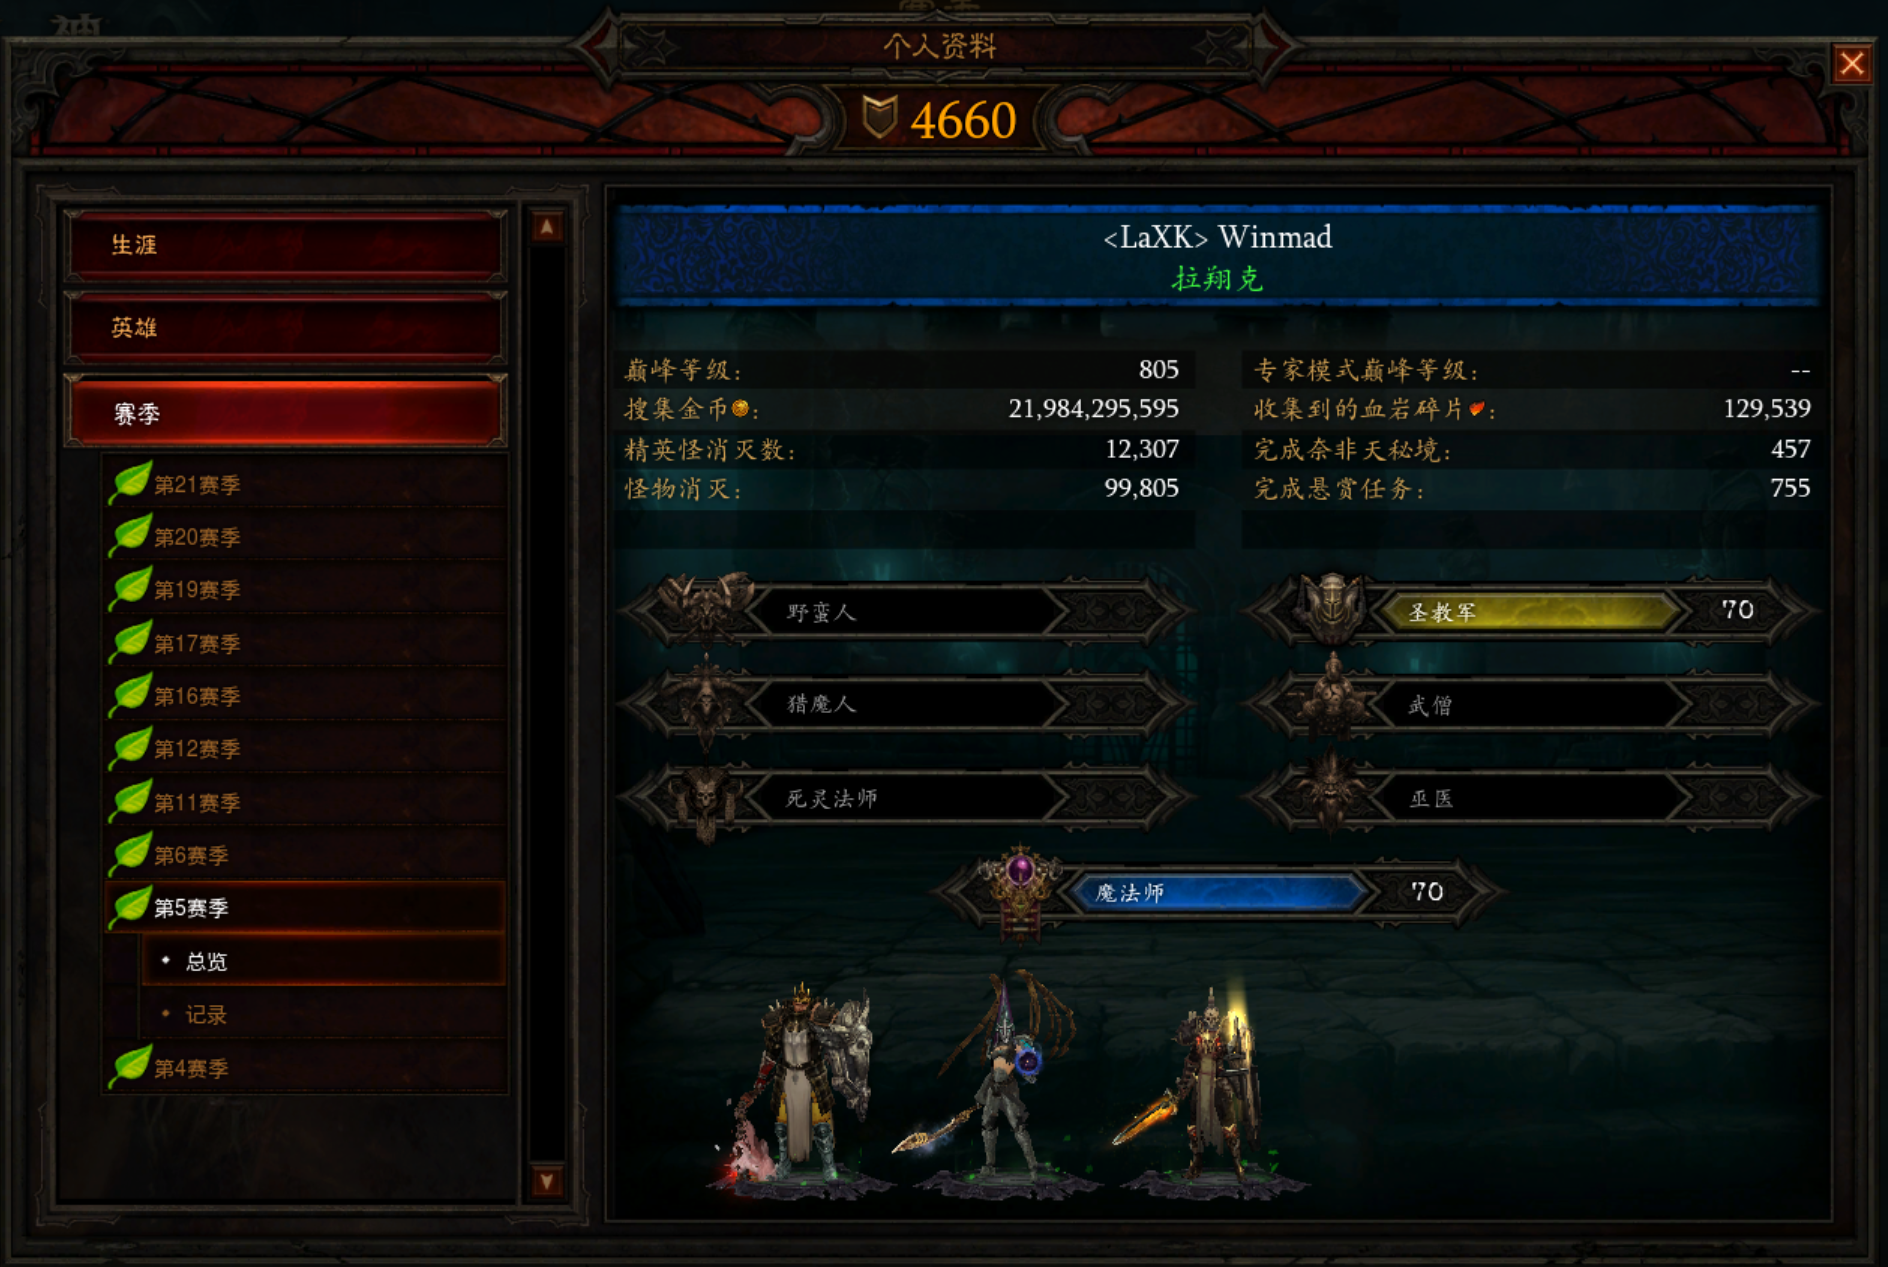 个人资料
4660
生涯
英雄
赛季
第21赛季
第20赛季
第19赛季
第17赛季
第16赛季
第12赛季
第11赛季
第6赛季
第5赛季
总览
记录
第4赛季
<LaXK> Winmad
拉翔克
巅峰等级: 805
专家模式巅峰等级: --
搜集金币: 21,984,295,595
收集到的血岩碎片: 129,539
精英怪消灭数: 12,307
完成奈非天秘境: 457
怪物消灭: 99,805
完成悬赏任务: 755
野蛮人
圣教军 70
猎魔人
武僧
死灵法师
巫医
魔法师 70